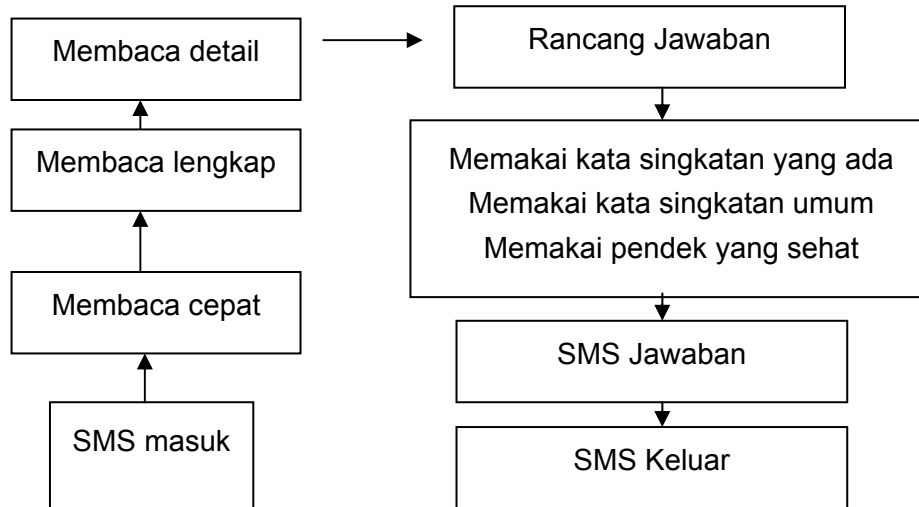 Membaca detail
Rancang Jawaban
Membaca lengkap
Memakai kata singkatan yang ada
Memakai kata singkatan umum
Memakai pendek yang sehat
Membaca cepat
SMS Jawaban
SMS masuk
SMS Keluar